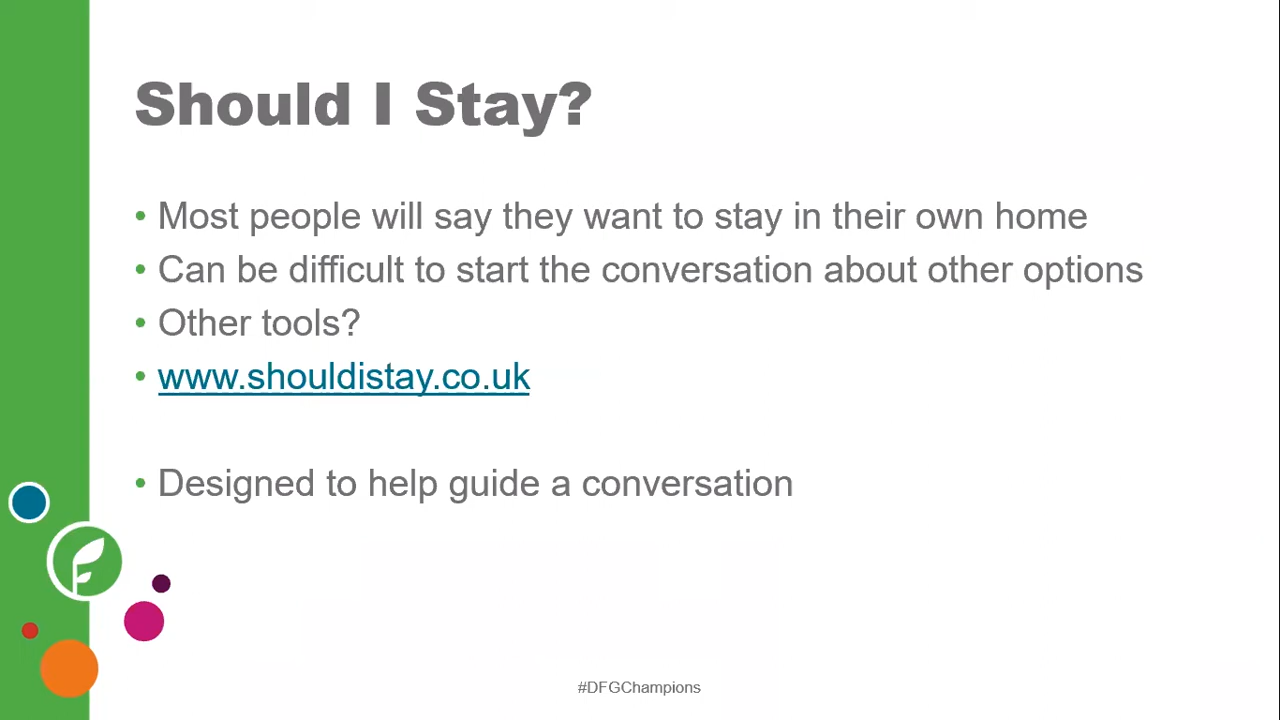 Should I Stay?
• Most people will say they want to stay in their own home
• Can be difficult to start the conversation about other options
• Other tools?
• www.shouldistay.co.uk
• Designed to help guide a conversation
#DFGChampions